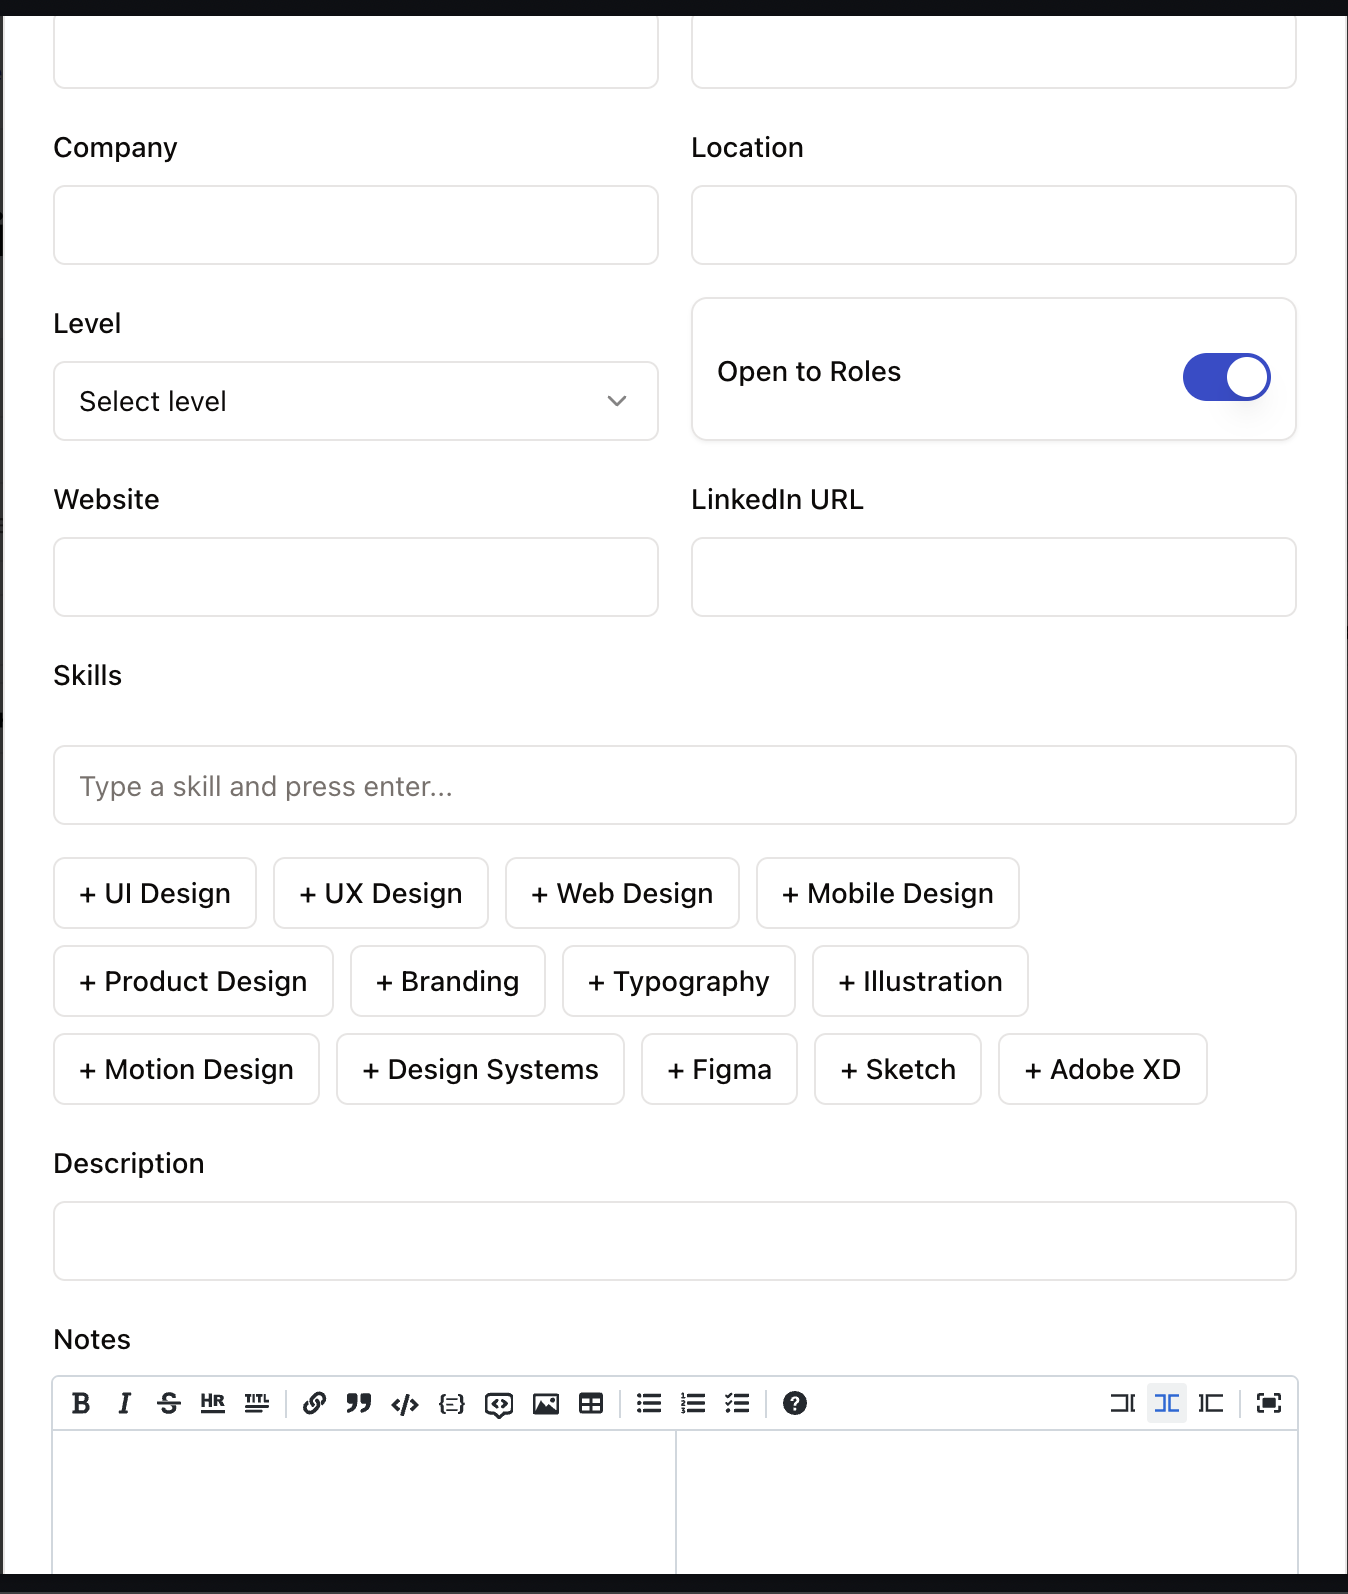 Company
Location
Level
Open to Roles
Select level
Website
LinkedIn URL
Skills
Type a skill and press enter...
+ UI Design
+ UX Design
+ Web Design
+ Mobile Design
+ Product Design
+ Branding
+ Typography
+ Illustration
+ Motion Design
+ Design Systems
+ Figma
+ Sketch
+ Adobe XD
Description
Notes
B I S HR TITL